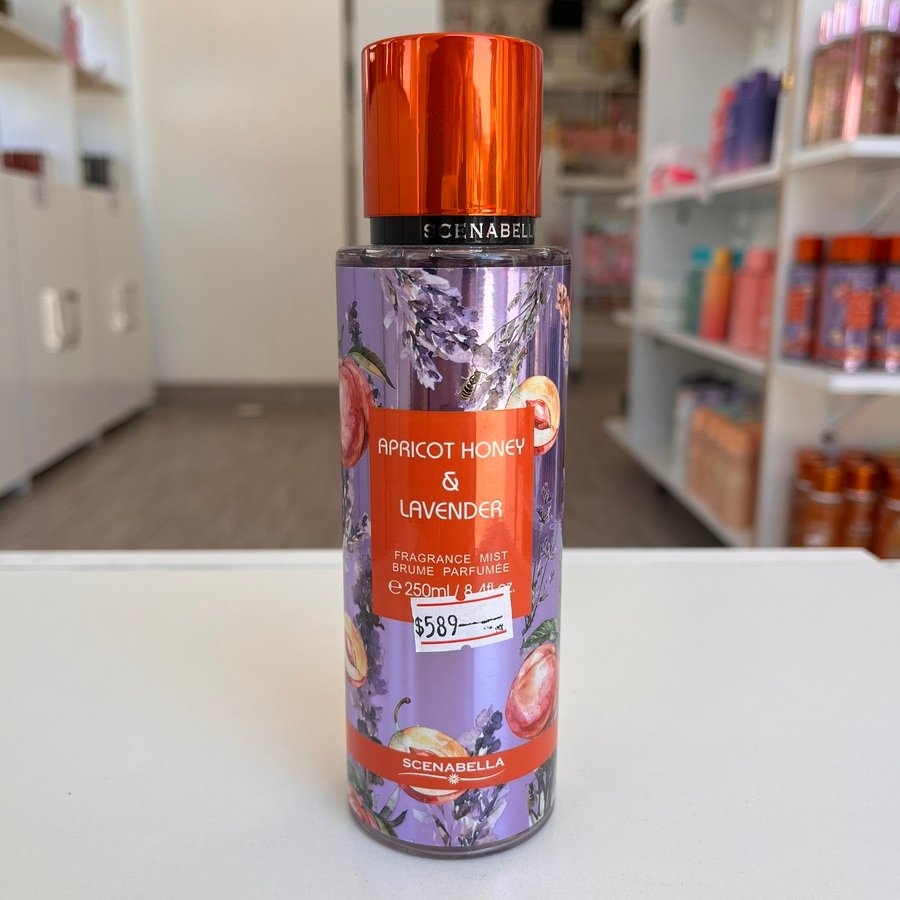 SCENABELL
APRICOT HONEY
&
LAVENDER
FRAGRANCE MIST
BRUME PARFUMÉE
℮ 250ml / 8.4fl oz.
$589
SCENABELLA